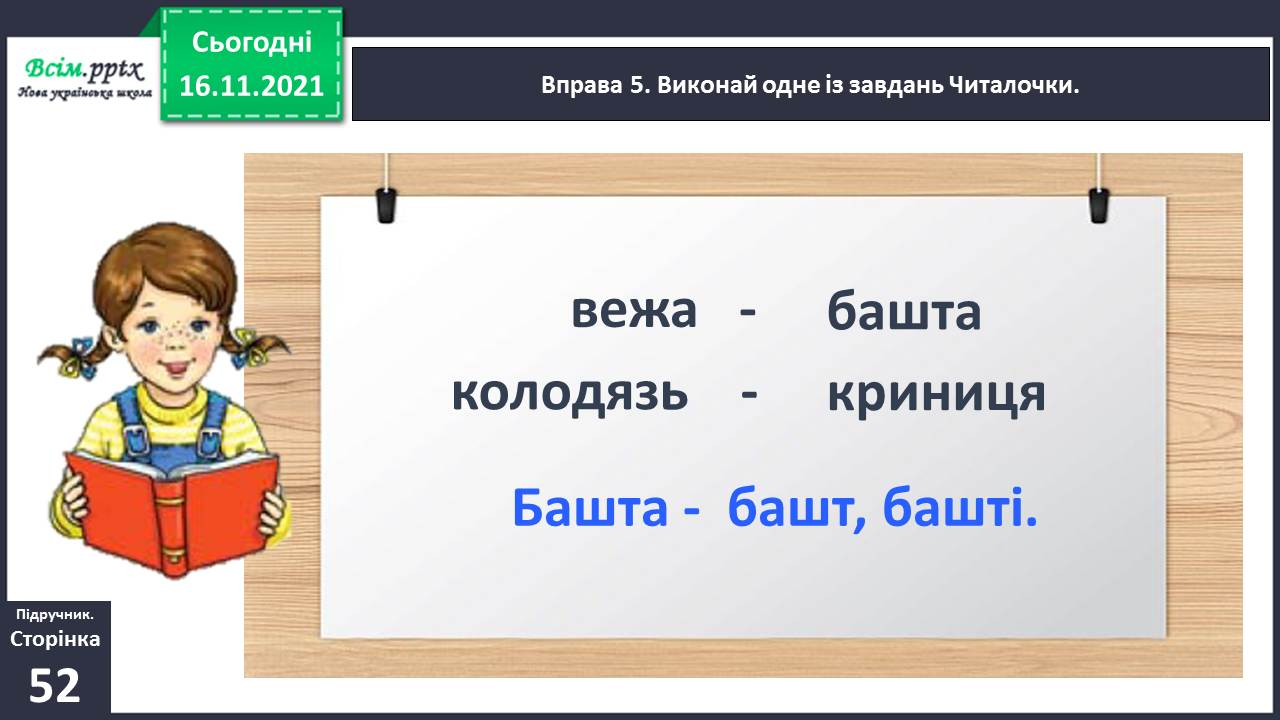 Сьогодні
16.11.2021
Всім.pptx
Нова українська школа
Вправа 5. Виконай одне із завдань Читалочки.
вежа - башта
колодязь - криниця
Башта - башт, башті.
Підручник.
Сторінка
52